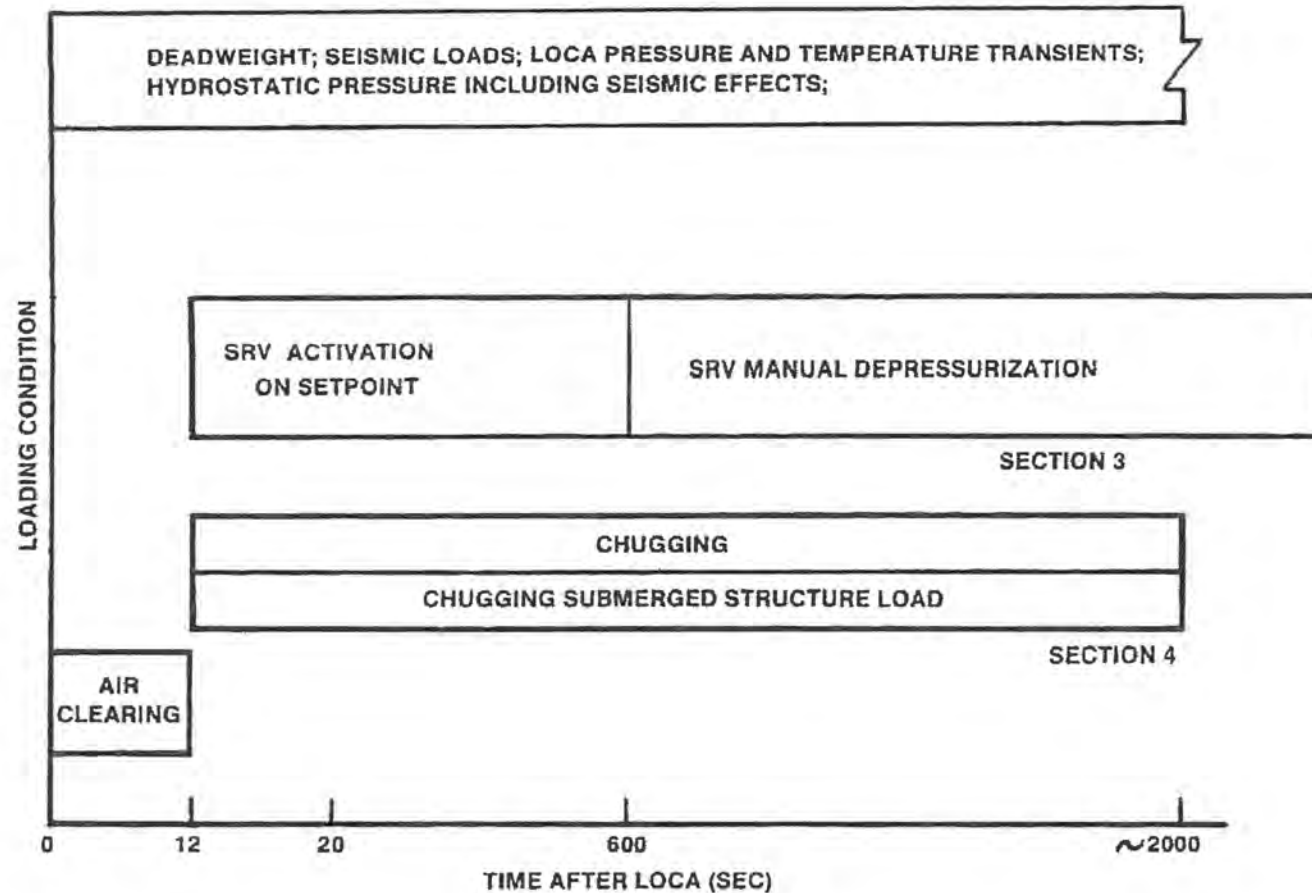 DEADWEIGHT; SEISMIC LOADS; LOCA PRESSURE AND TEMPERATURE TRANSIENTS;
HYDROSTATIC PRESSURE INCLUDING SEISMIC EFFECTS;
LOADING CONDITION
SRV ACTIVATION
ON SETPOINT
SRV MANUAL DEPRESSURIZATION
SECTION 3
CHUGGING
CHUGGING SUBMERGED STRUCTURE LOAD
SECTION 4
AIR
CLEARING
0 12 20 600 ~2000
TIME AFTER LOCA (SEC)